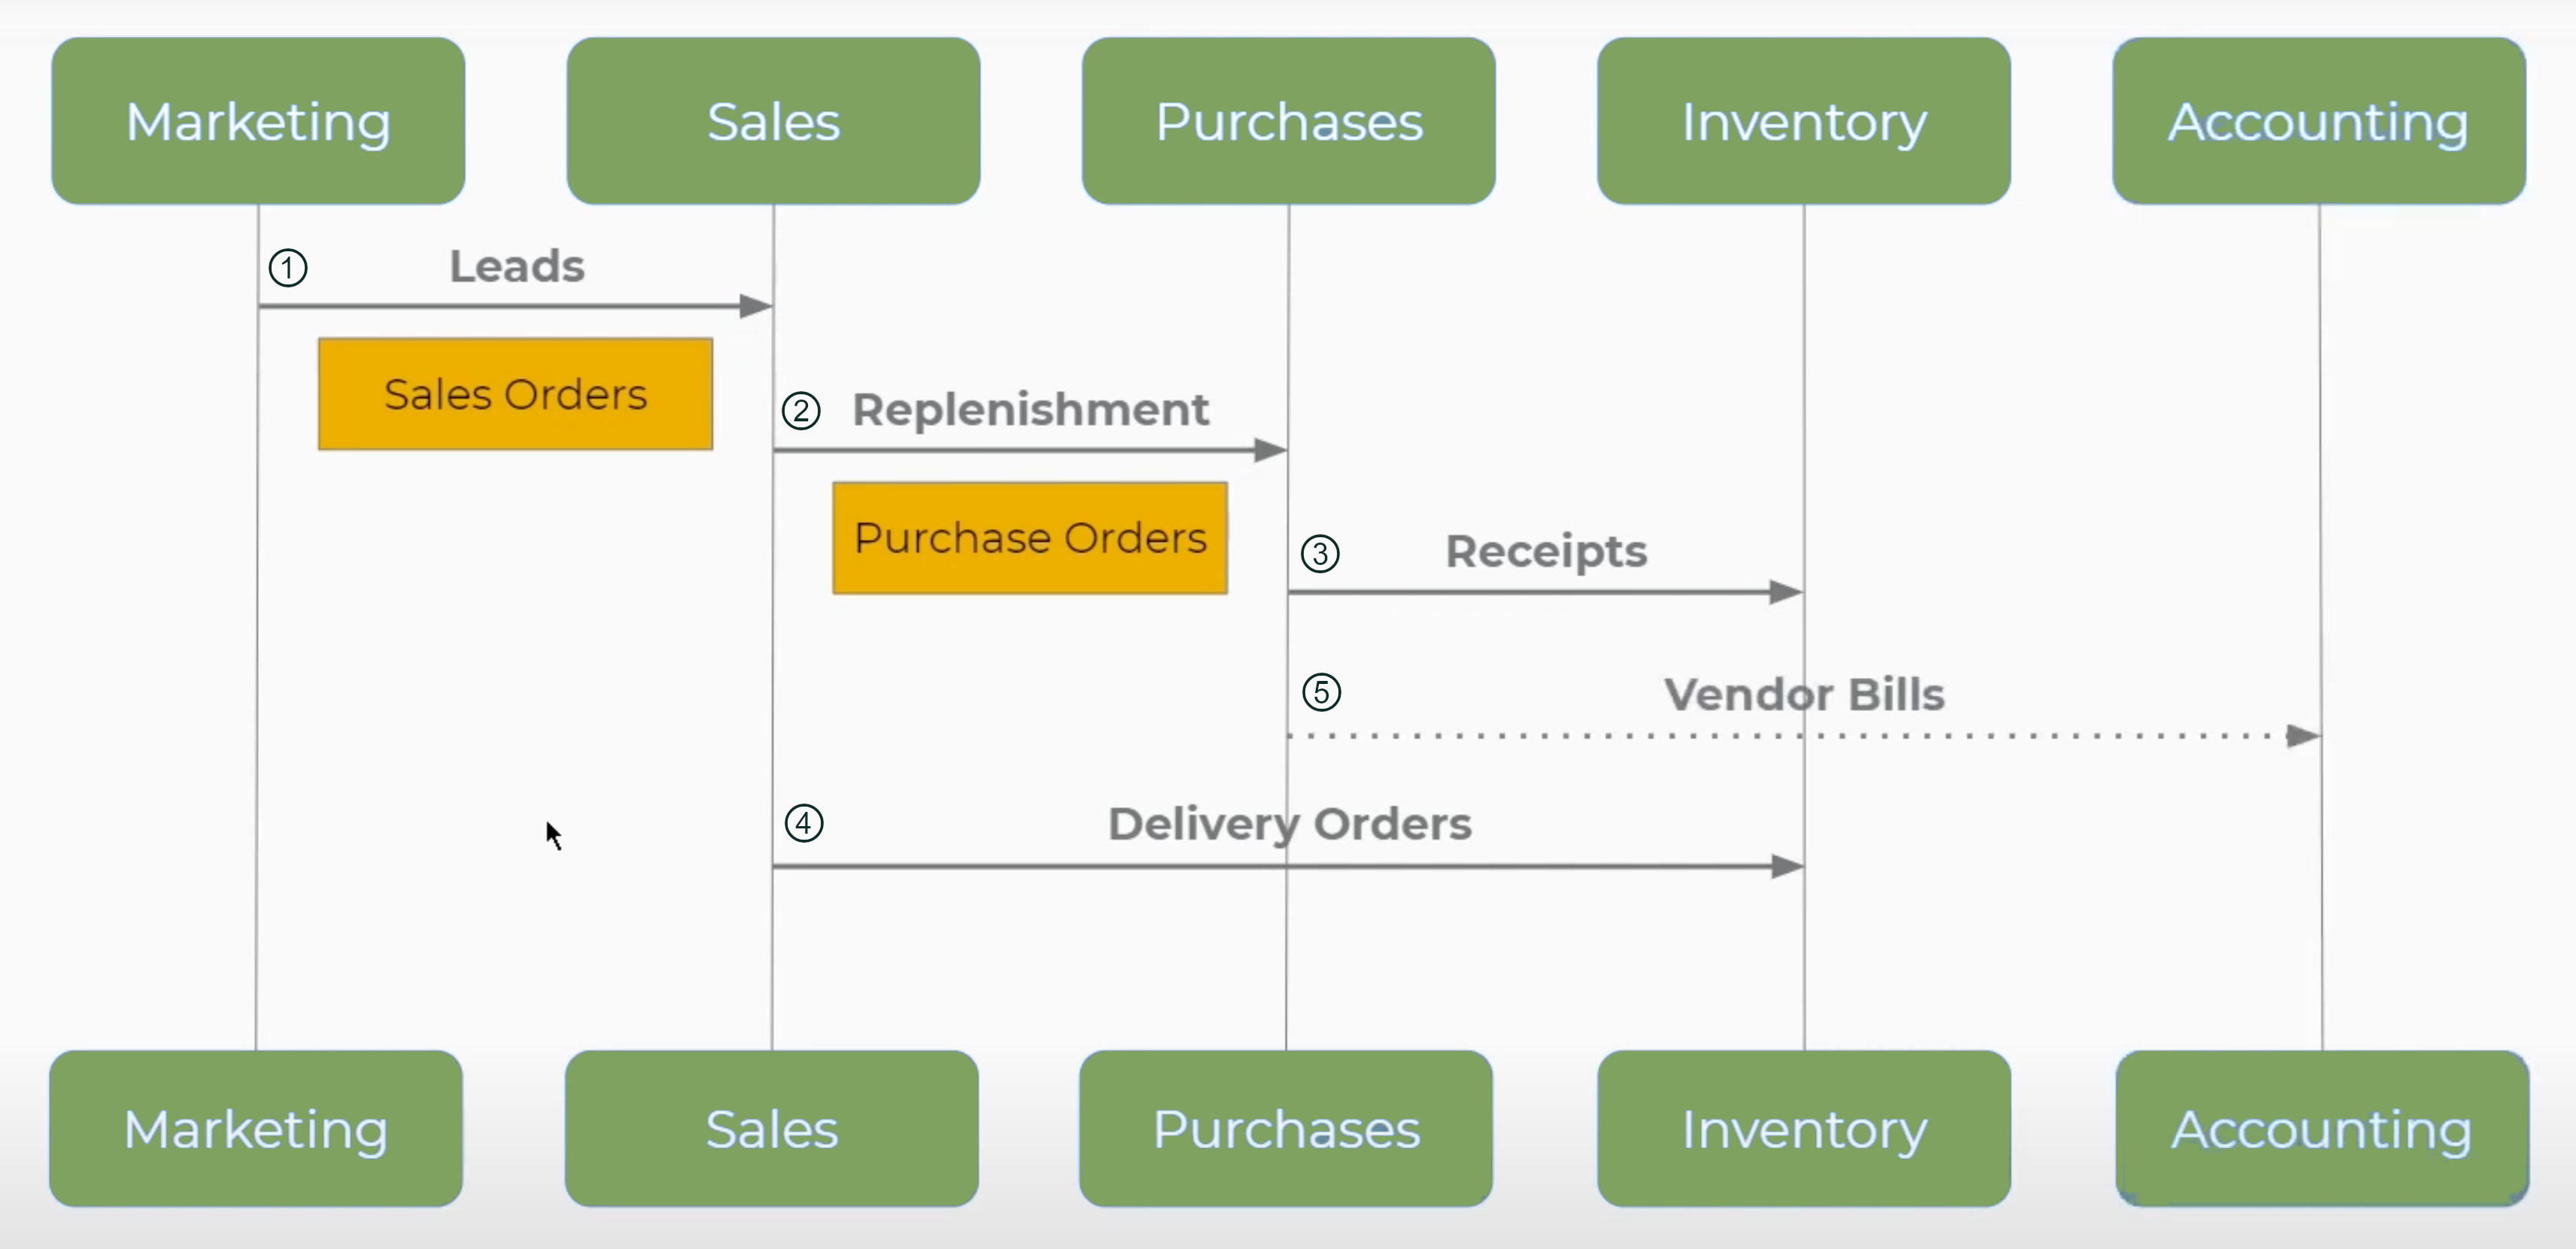 Marketing
Sales
Purchases
Inventory
Accounting
① Leads
Sales Orders
② Replenishment
Purchase Orders
③ Receipts
⑤ Vendor Bills
④ Delivery Orders
Marketing
Sales
Purchases
Inventory
Accounting